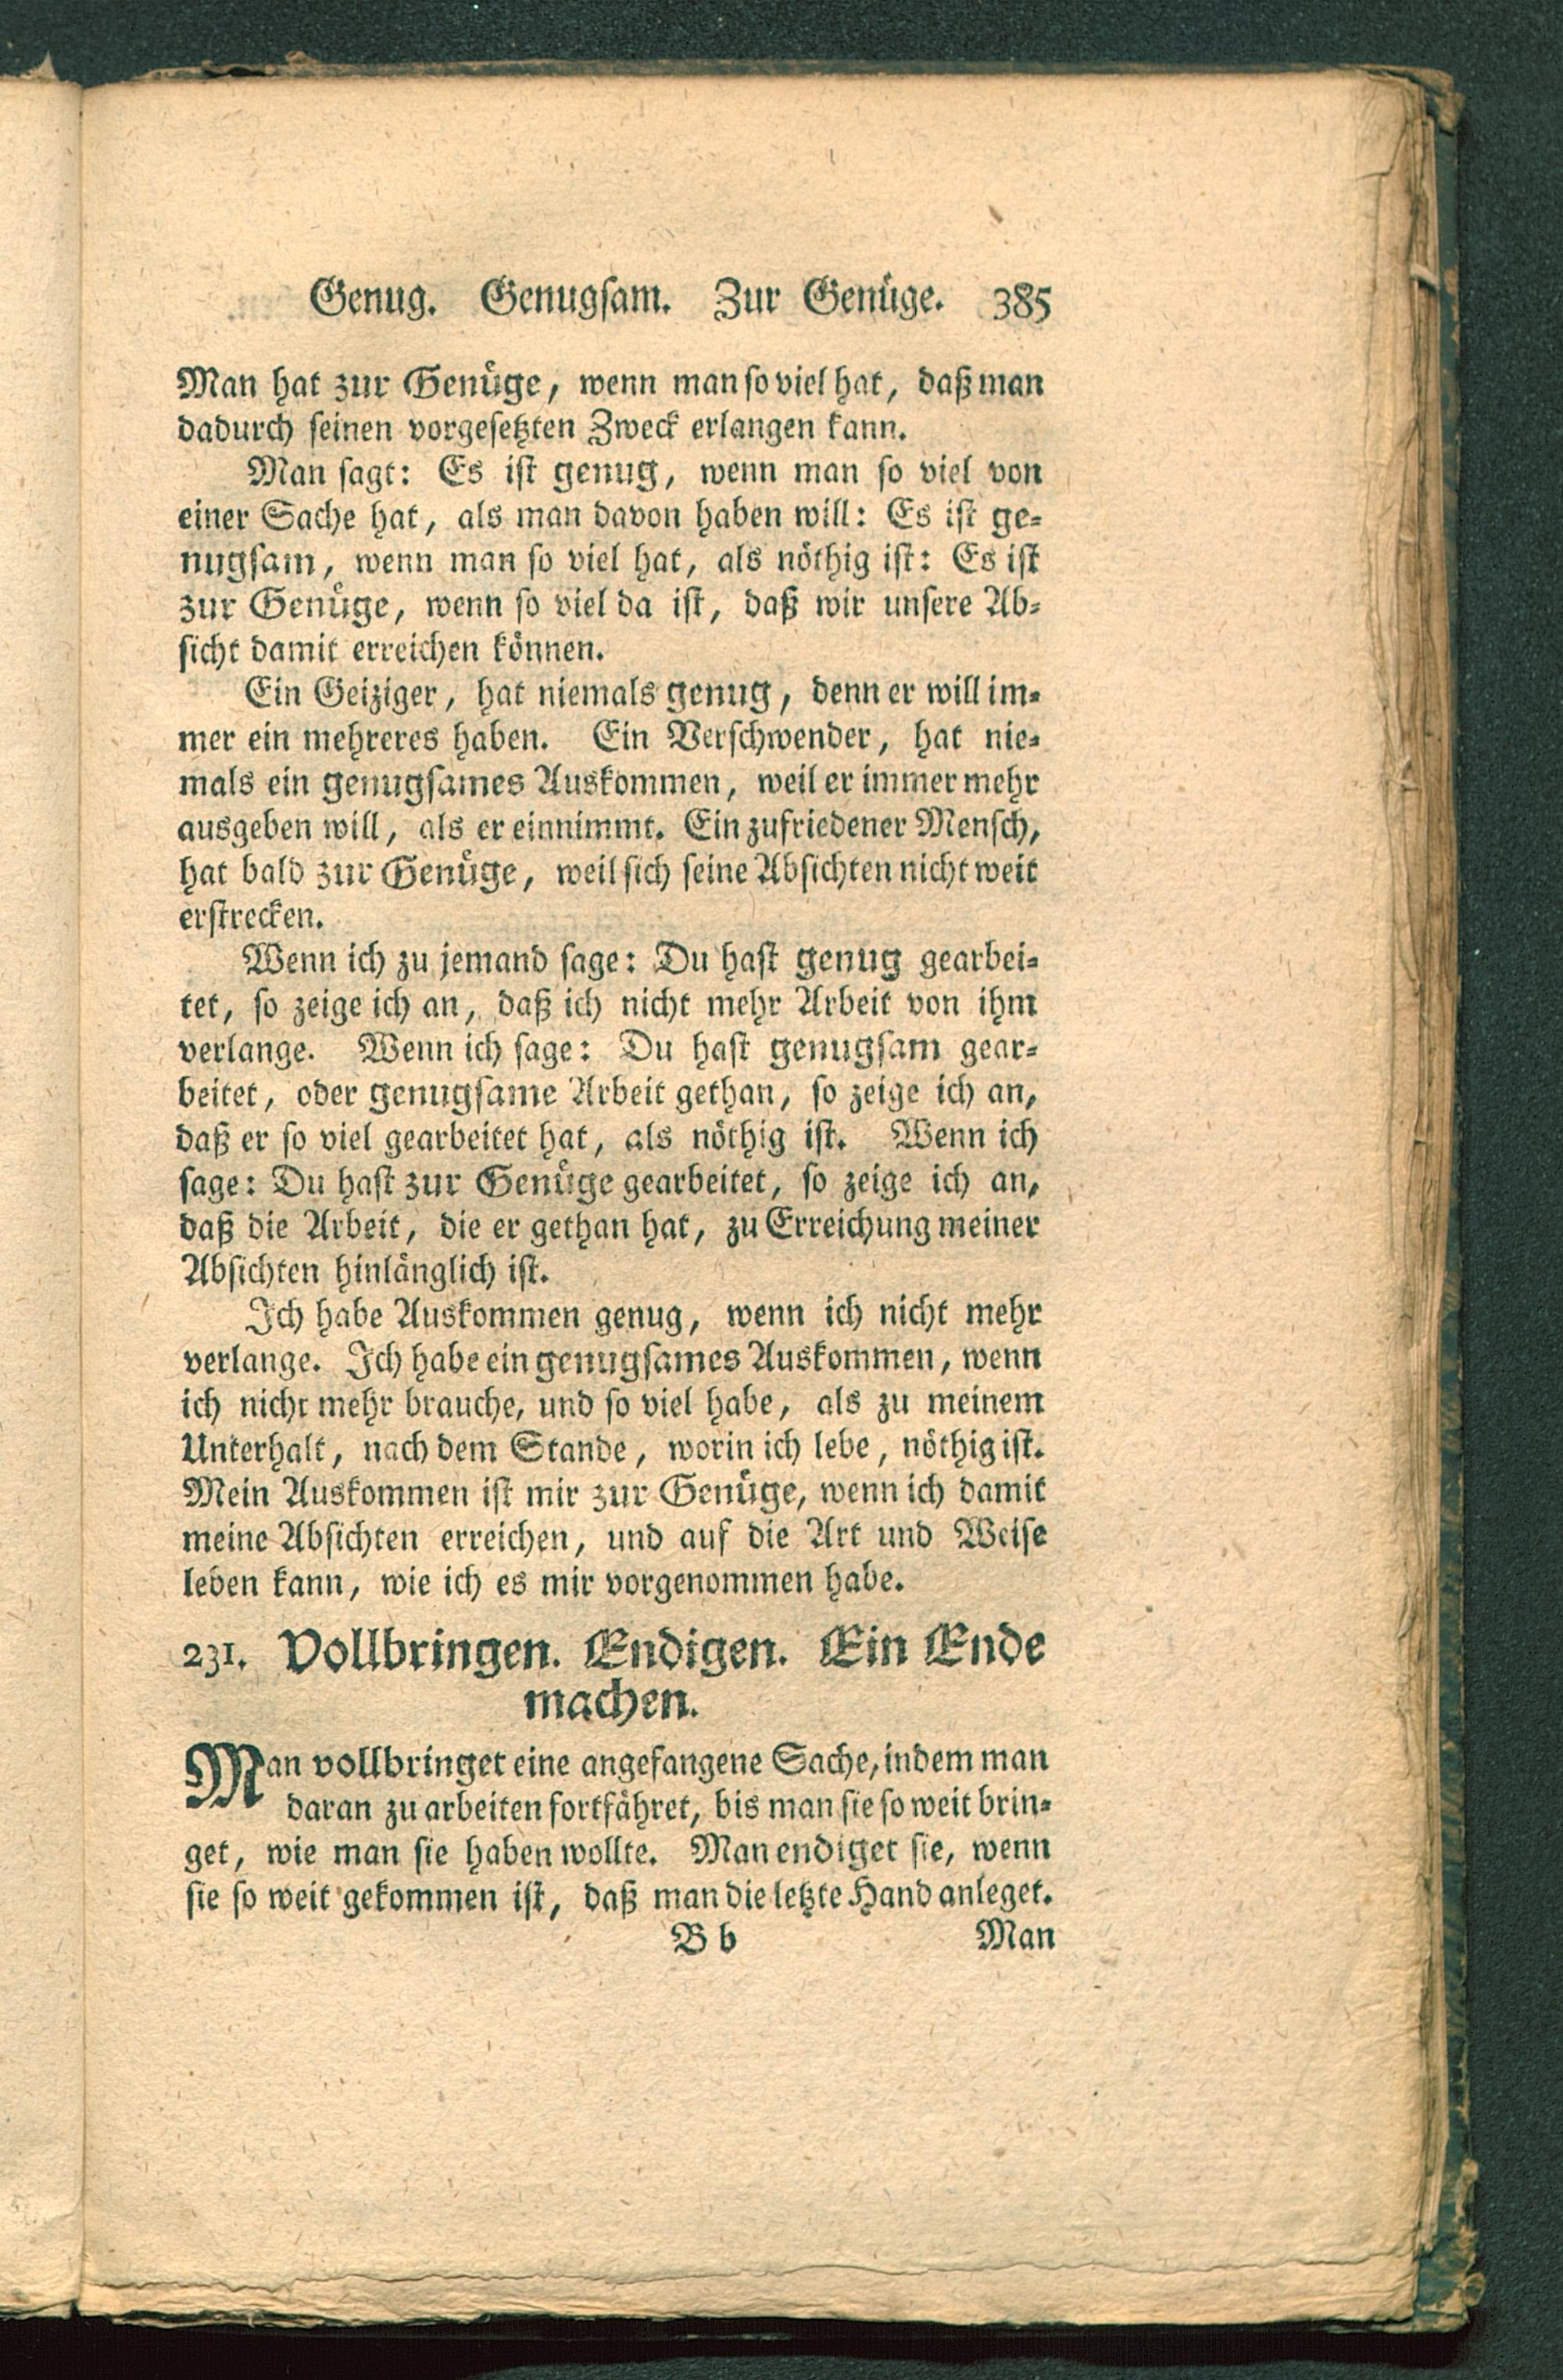 Genug. Genugsam. Zur Genüge. 385
Man hat zur Genüge, wenn man so viel hat, daß man
dadurch seinen vorgesetzten Zweck erlangen kann.
Man sagt: Es ist genug, wenn man so viel von
einer Sache hat, als man davon haben will: Es ist ge-
nugsam, wenn man so viel hat, als nöthig ist: Es ist
zur Genüge, wenn so viel da ist, daß wir unsere Ab-
sicht damit erreichen können.
Ein Geiziger, hat niemals genug, denn er will im-
mer ein mehreres haben. Ein Verschwender, hat nie-
mals ein genugsames Auskommen, weil er immer mehr
ausgeben will, als er einnimmt. Ein zufriedener Mensch,
hat bald zur Genüge, weil sich seine Absichten nicht weit
erstrecken.
Wenn ich zu jemand sage: Du hast genug gearbei-
tet, so zeige ich an, daß ich nicht mehr Arbeit von ihm
verlange. Wenn ich sage: Du hast genugsam gear-
beitet, oder genugsame Arbeit gethan, so zeige ich an,
daß er so viel gearbeitet hat, als nöthig ist. Wenn ich
sage: Du hast zur Genüge gearbeitet, so zeige ich an,
daß die Arbeit, die er gethan hat, zu Erreichung meiner
Absichten hinlänglich ist.
Ich habe Auskommen genug, wenn ich nicht mehr
verlange. Ich habe ein genugsames Auskommen, wenn
ich nicht mehr brauche, und so viel habe, als zu meinem
Unterhalt, nach dem Stande, worin ich lebe, nöthig ist.
Mein Auskommen ist mir zur Genüge, wenn ich damit
meine Absichten erreichen, und auf die Art und Weise
leben kann, wie ich es mir vorgenommen habe.
231. Vollbringen. Endigen. Ein Ende
machen.
Man vollbringet eine angefangene Sache, indem man
daran zu arbeiten fortfähret, bis man sie so weit brin-
get, wie man sie haben wollte. Man endiget sie, wenn
sie so weit gekommen ist, daß man die letzte Hand anleget.
B b Man